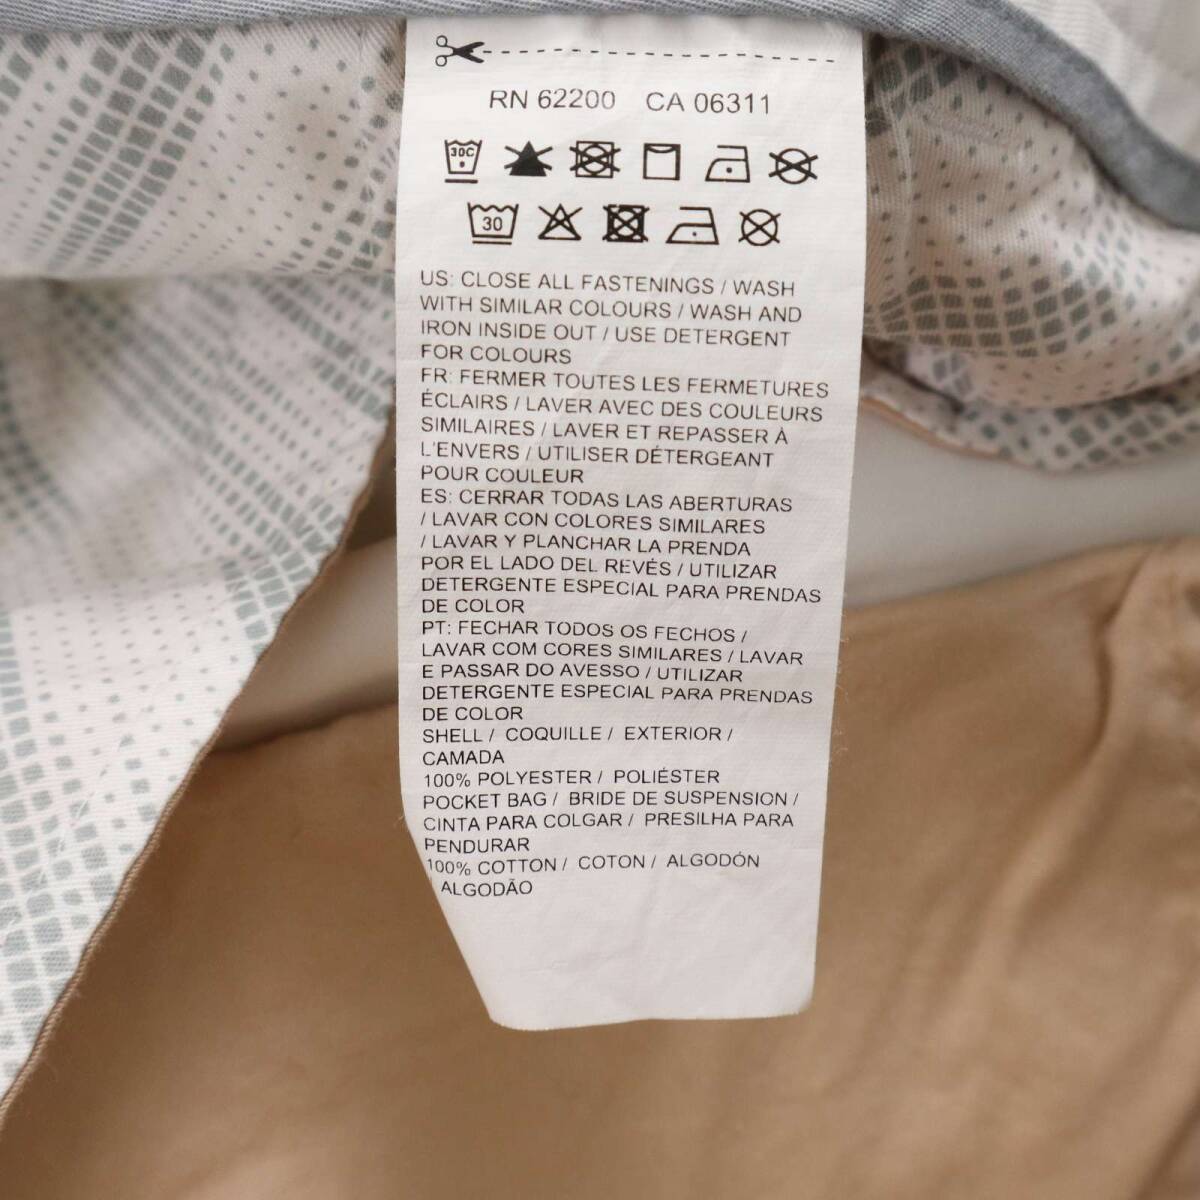 RN 62200 CA 06311
30C
30
US: CLOSE ALL FASTENINGS / WASH
WITH SIMILAR COLOURS / WASH AND
IRON INSIDE OUT / USE DETERGENT
FOR COLOURS
FR: FERMER TOUTES LES FERMETURES
ÉCLAIRS / LAVER AVEC DES COULEURS
SIMILAIRES / LAVER ET REPASSER À
L'ENVERS / UTILISER DÉTERGEANT
POUR COULEUR
ES: CERRAR TODAS LAS ABERTURAS
/ LAVAR CON COLORES SIMILARES
/ LAVAR Y PLANCHAR LA PRENDA
POR EL LADO DEL REVÉS / UTILIZAR
DETERGENTE ESPECIAL PARA PRENDAS
DE COLOR
PT: FECHAR TODOS OS FECHOS /
LAVAR COM CORES SIMILARES / LAVAR
E PASSAR DO AVESSO / UTILIZAR
DETERGENTE ESPECIAL PARA PRENDAS
DE COLOR
SHELL / COQUILLE / EXTERIOR /
CAMADA
100% POLYESTER / POLIÉSTER
POCKET BAG / BRIDE DE SUSPENSION /
CINTA PARA COLGAR / PRESILHA PARA
PENDURAR
100% COTTON / COTON / ALGODÓN
/ ALGODÃO